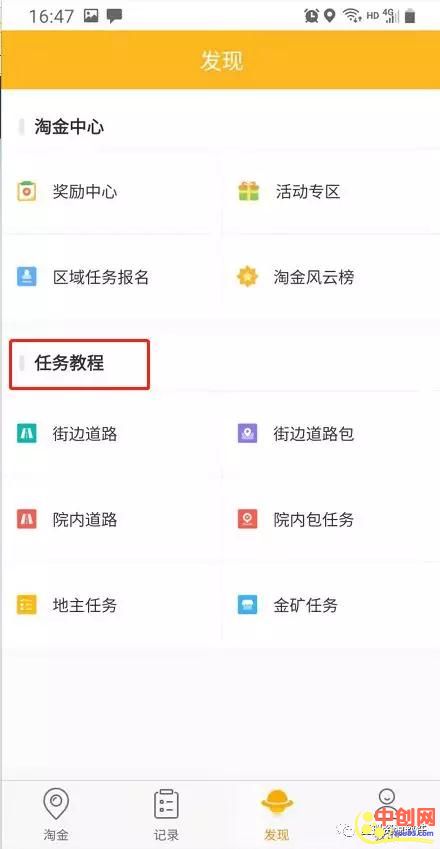 16:47
HD 4G
发现
淘金中心
奖励中心
活动专区
区域任务报名
淘金风云榜
任务教程
街边道路
街边道路包
院内道路
院内包任务
地主任务
金矿任务
淘金
记录
发现
中创网